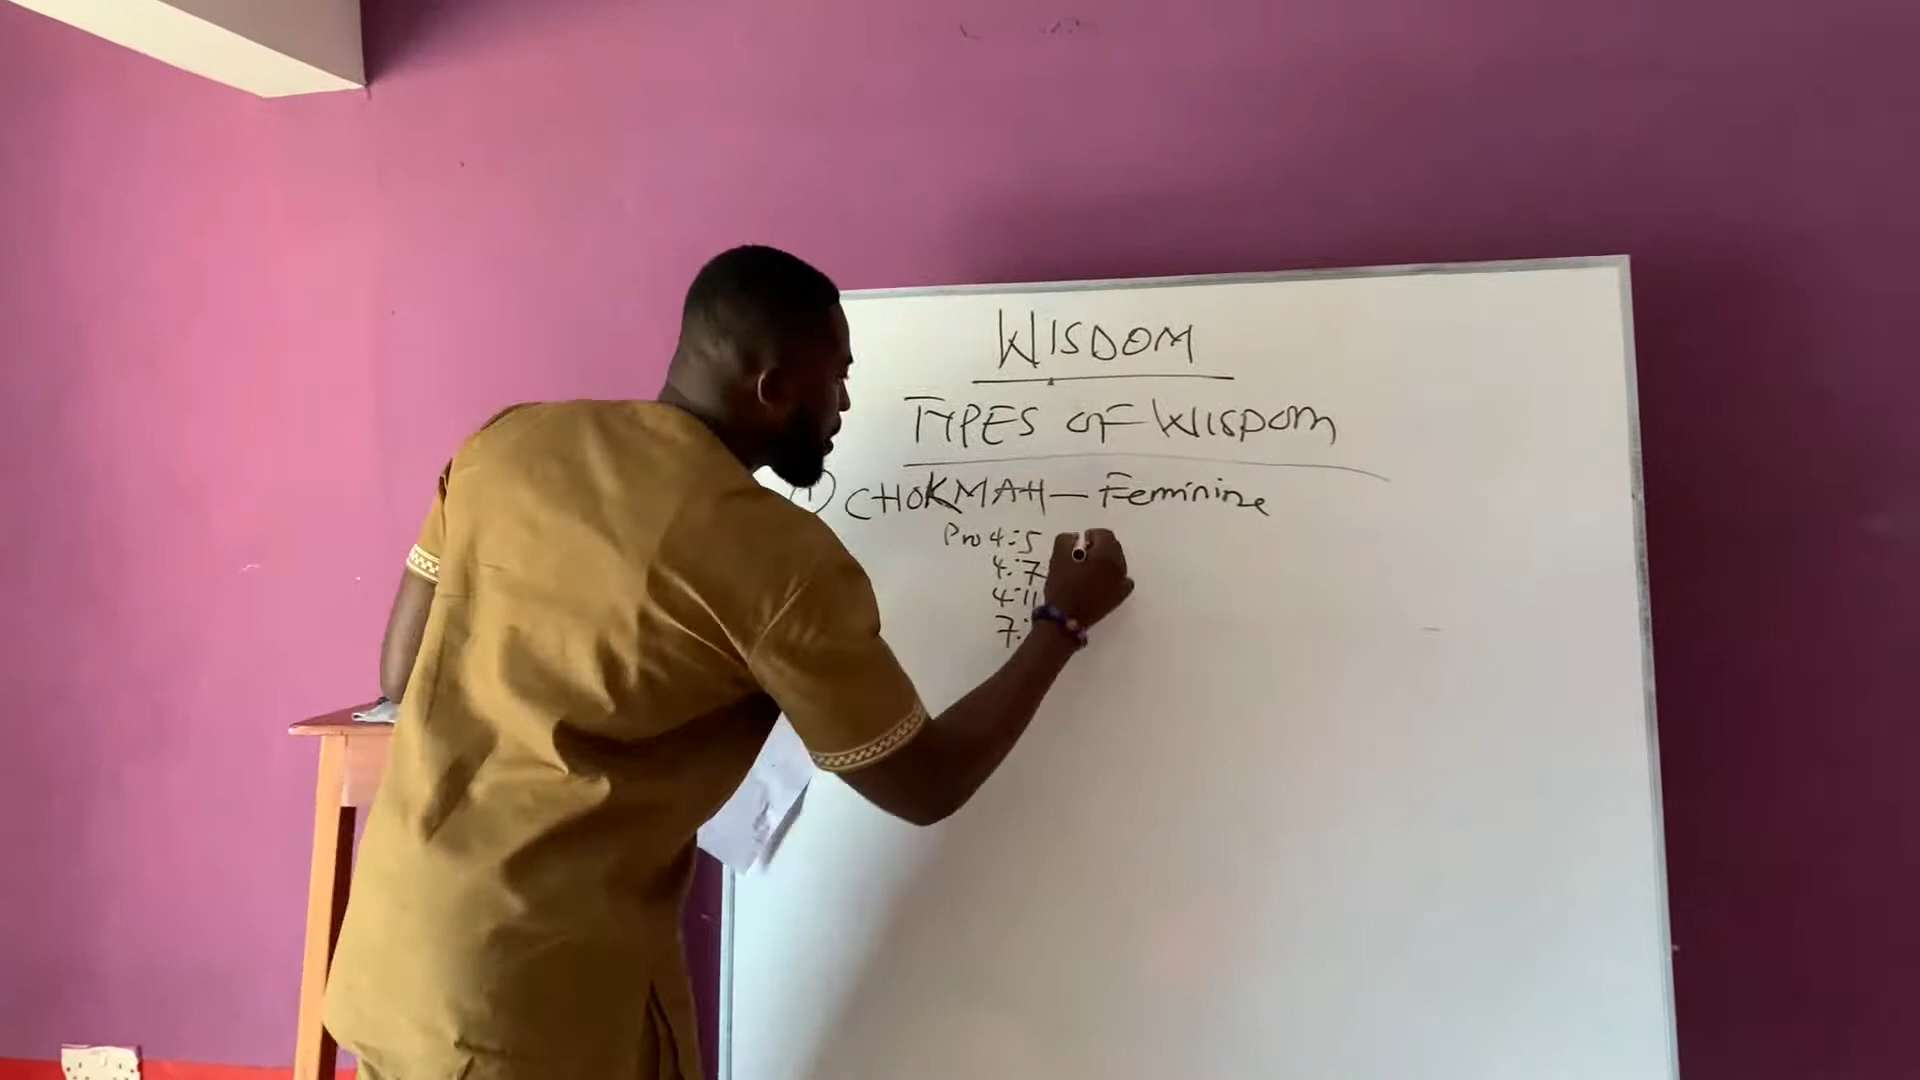 WISDOM
TYPES OF WISDOM
1) CHOKMAH — Feminine
Pro 4:5
4:7
4:11
7: